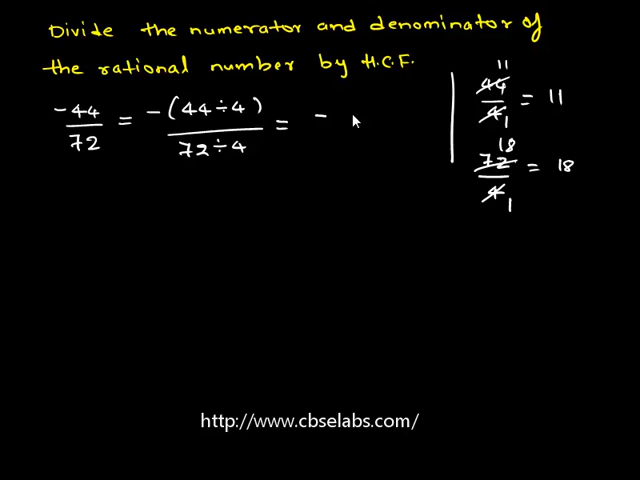 Divide the numerator and denominator of
the rational number by H.C.F.
-44/72 = -(44÷4)/72÷4 = -
11
44/4 = 11
1
18
72/4 = 18
1
http://www.cbselabs.com/